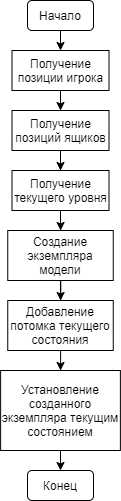 Начало
Получение
позиции игрока
Получение
позиций ящиков
Получение
текущего уровня
Создание
экземпляра
модели
Добавление
потомка текущего
состояния
Установление
созданного
экземпляра текущим
состоянием
Конец